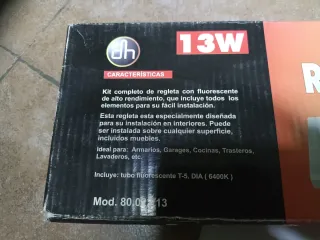 dh
13W
CARACTERÍSTICAS
Kit completo de regleta con fluorescente
de alto rendimiento, que incluye todos los
elementos para su fácil instalación
Esta regleta esta especialmente diseñada
para su instalación en interiores. Puede
ser instalada sobre cualquier superficie,
incluidos muebles.
Ideal para: Armarios, Garages, Cocinas, Trasteros,
Lavaderos, etc.
Incluye: tubo fluorescente T-5. DIA ( 6400K )
Mod.
R